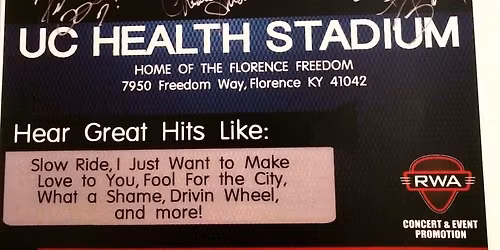 UC HEALTH STADIUM
HOME OF THE FLORENCE FREEDOM
7950 Freedom Way, Florence KY 41042
Hear Great Hits Like:
Slow Ride, I Just Want to Make
Love to You, Fool For the City,
What a Shame, Drivin Wheel,
and more!
RWA
CONCERT & EVENT
PROMOTION